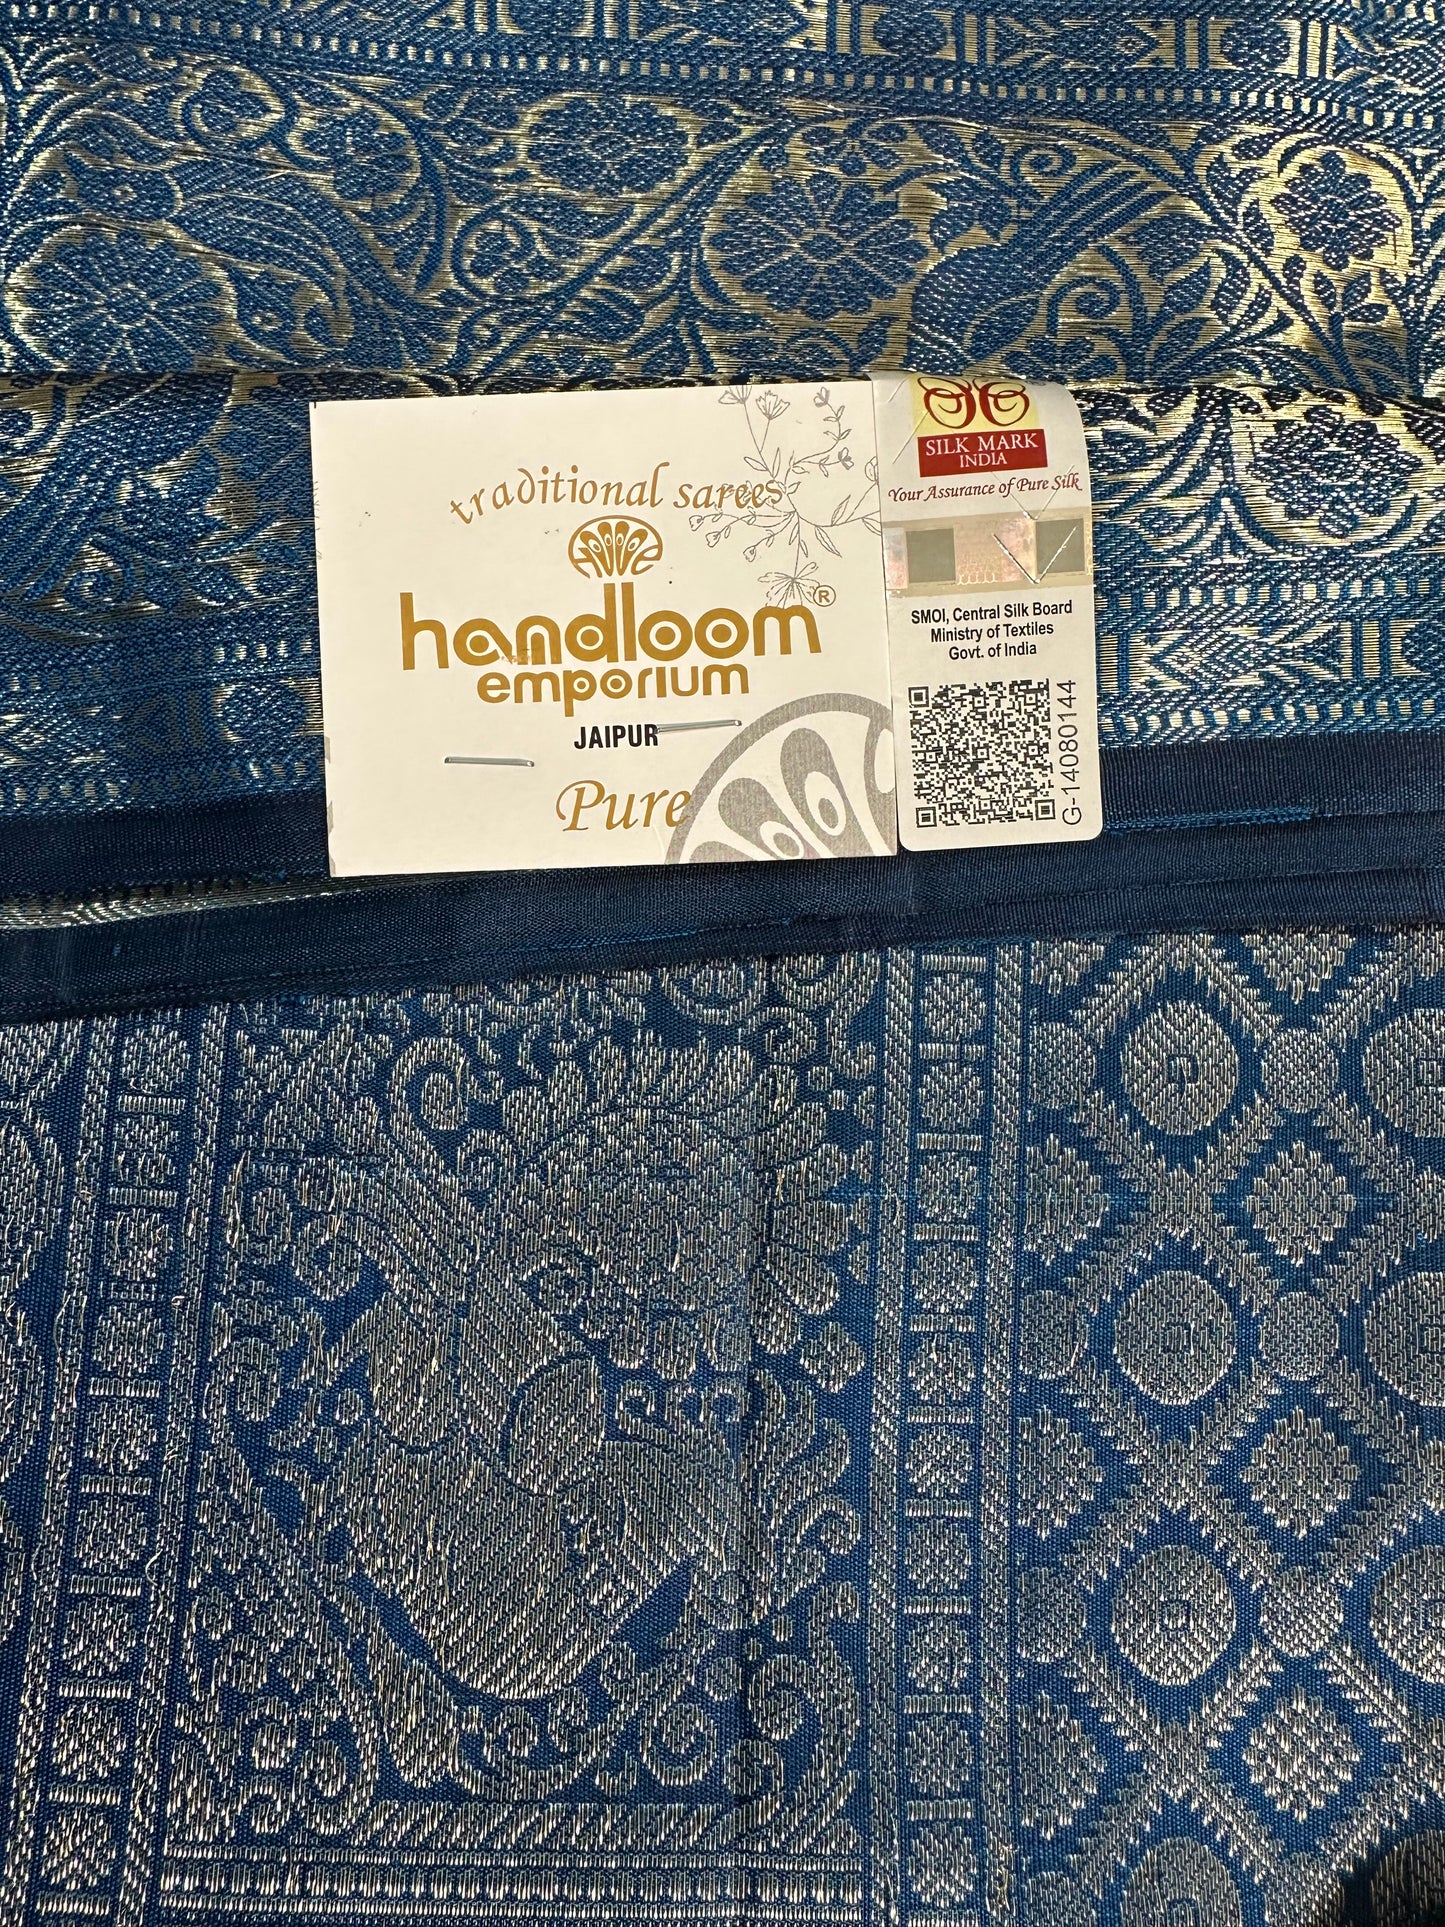 traditional sarees
handloom®
emporium
JAIPUR
Pure
SILK MARK
INDIA
Your Assurance of Pure Silk
SMOI, Central Silk Board
Ministry of Textiles
Govt. of India
G-14080144